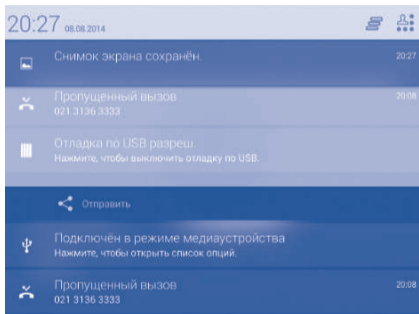 20:27 08.08.2014
Снимок экрана сохранён. 20:27
Пропущенный вызов 20:08
021 3136 3333
Отладка по USB разреш.
Нажмите, чтобы выключить отладку по USB.
Отправить
Подключён в режиме медиаустройства
Нажмите, чтобы открыть список опций.
Пропущенный вызов 20:08
021 3136 3333